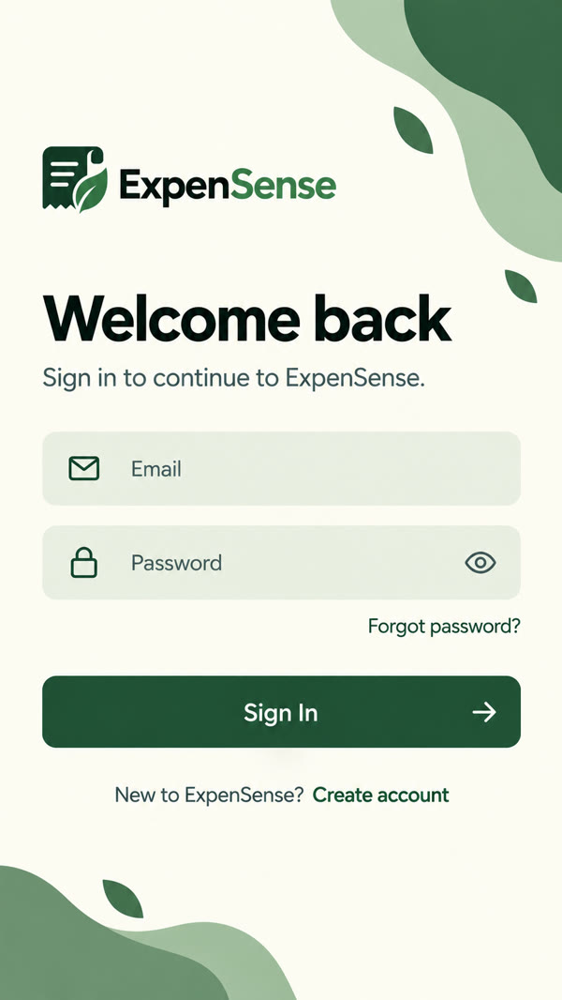 ExpenSense
Welcome back
Sign in to continue to ExpenSense.
Email
Password
Forgot password?
Sign In
New to ExpenSense? Create account